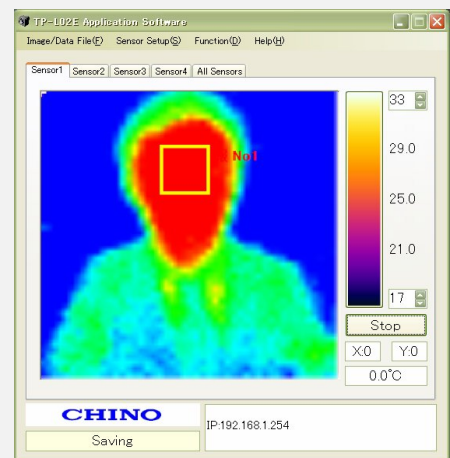 TP-L02E Application Software
Image/Data File(F) Sensor Setup(S) Function(D) Help(H)
Sensor1 Sensor2 Sensor3 Sensor4 All Sensors
33
No1
29.0
25.0
21.0
17
Stop
X:0 Y:0
0.0°C
CHINO
IP:192.168.1.254
Saving